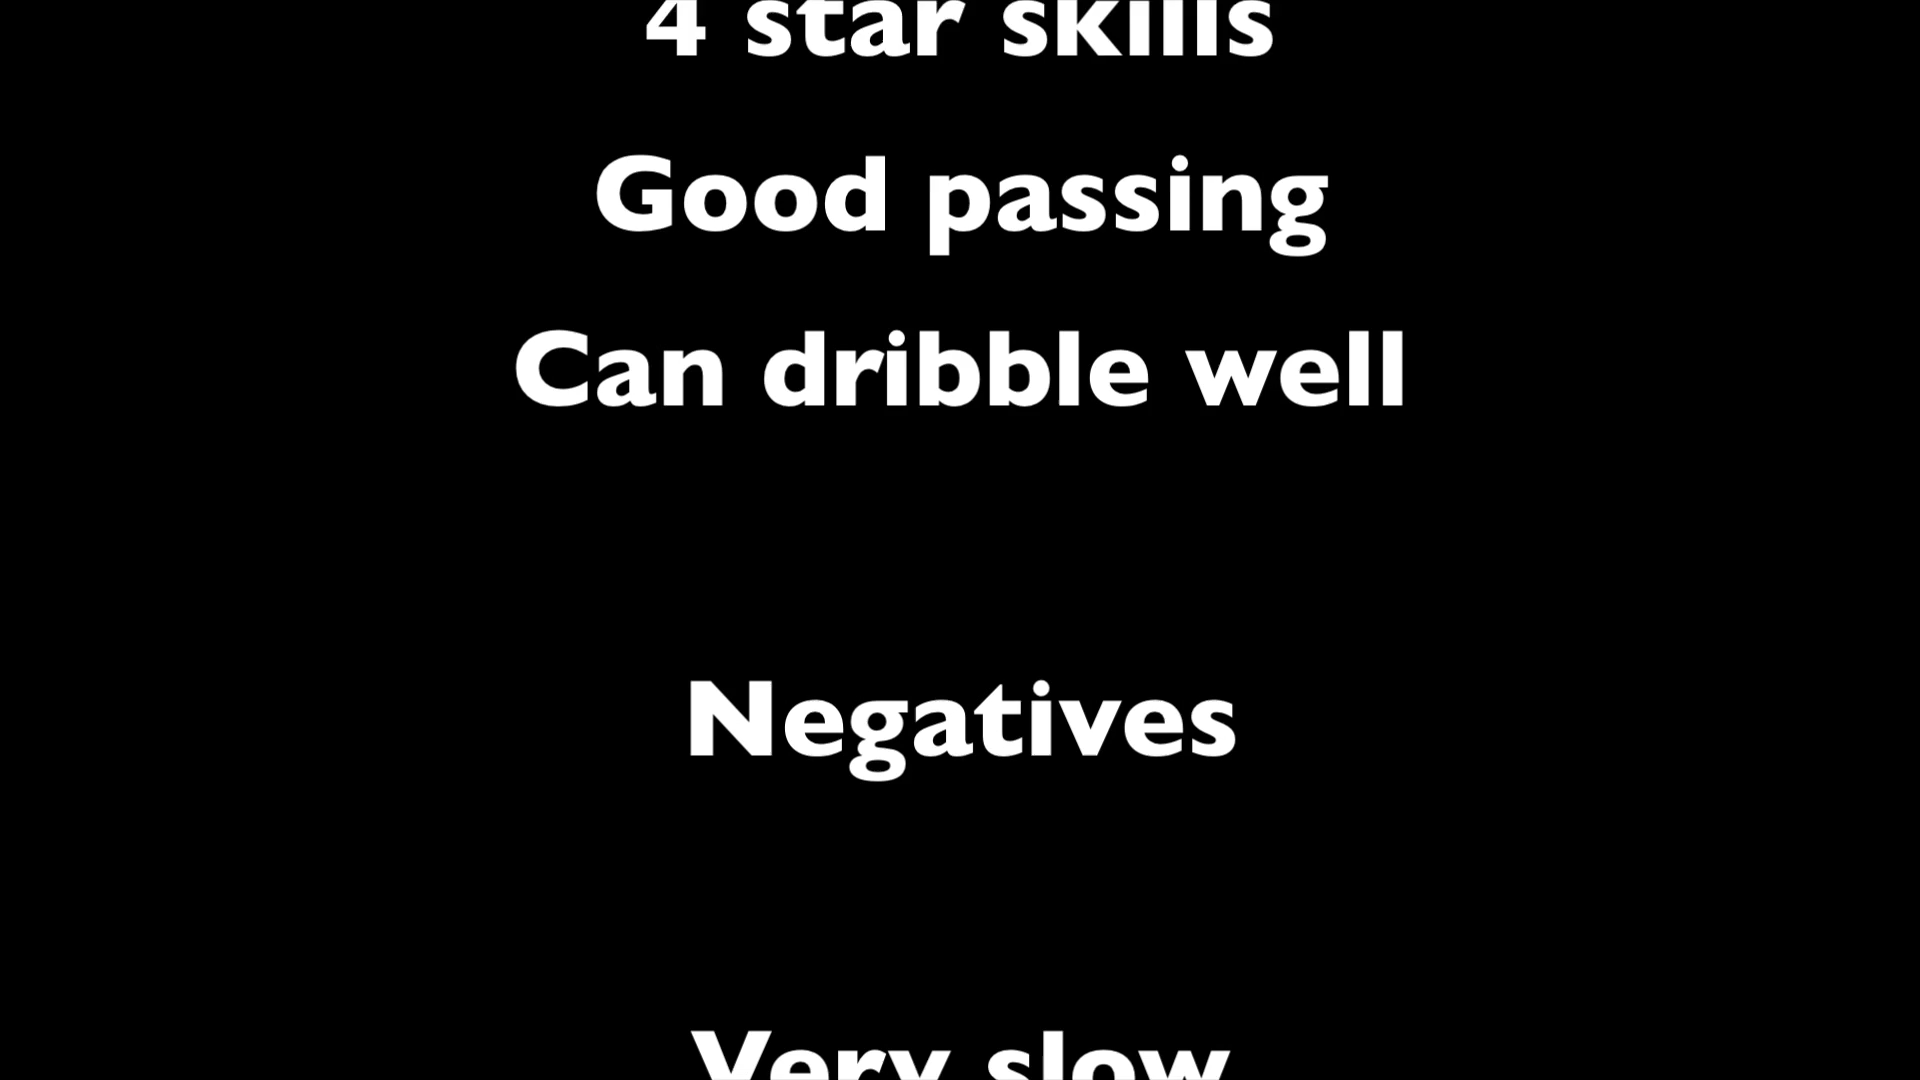 4 star skills
Good passing
Can dribble well
Negatives
Very slow